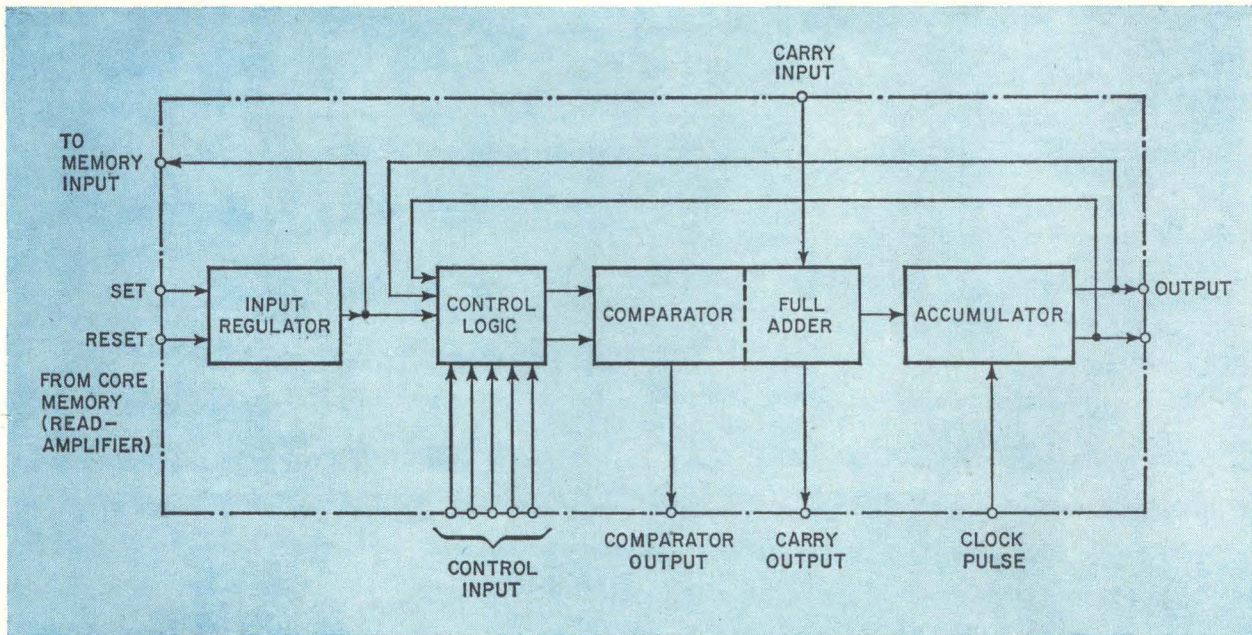 CARRY
INPUT
TO
MEMORY
INPUT
SET
RESET
INPUT
REGULATOR
CONTROL
LOGIC
COMPARATOR
FULL
ADDER
ACCUMULATOR
OUTPUT
FROM CORE
MEMORY
(READ-
AMPLIFIER)
CONTROL
INPUT
COMPARATOR
OUTPUT
CARRY
OUTPUT
CLOCK
PULSE